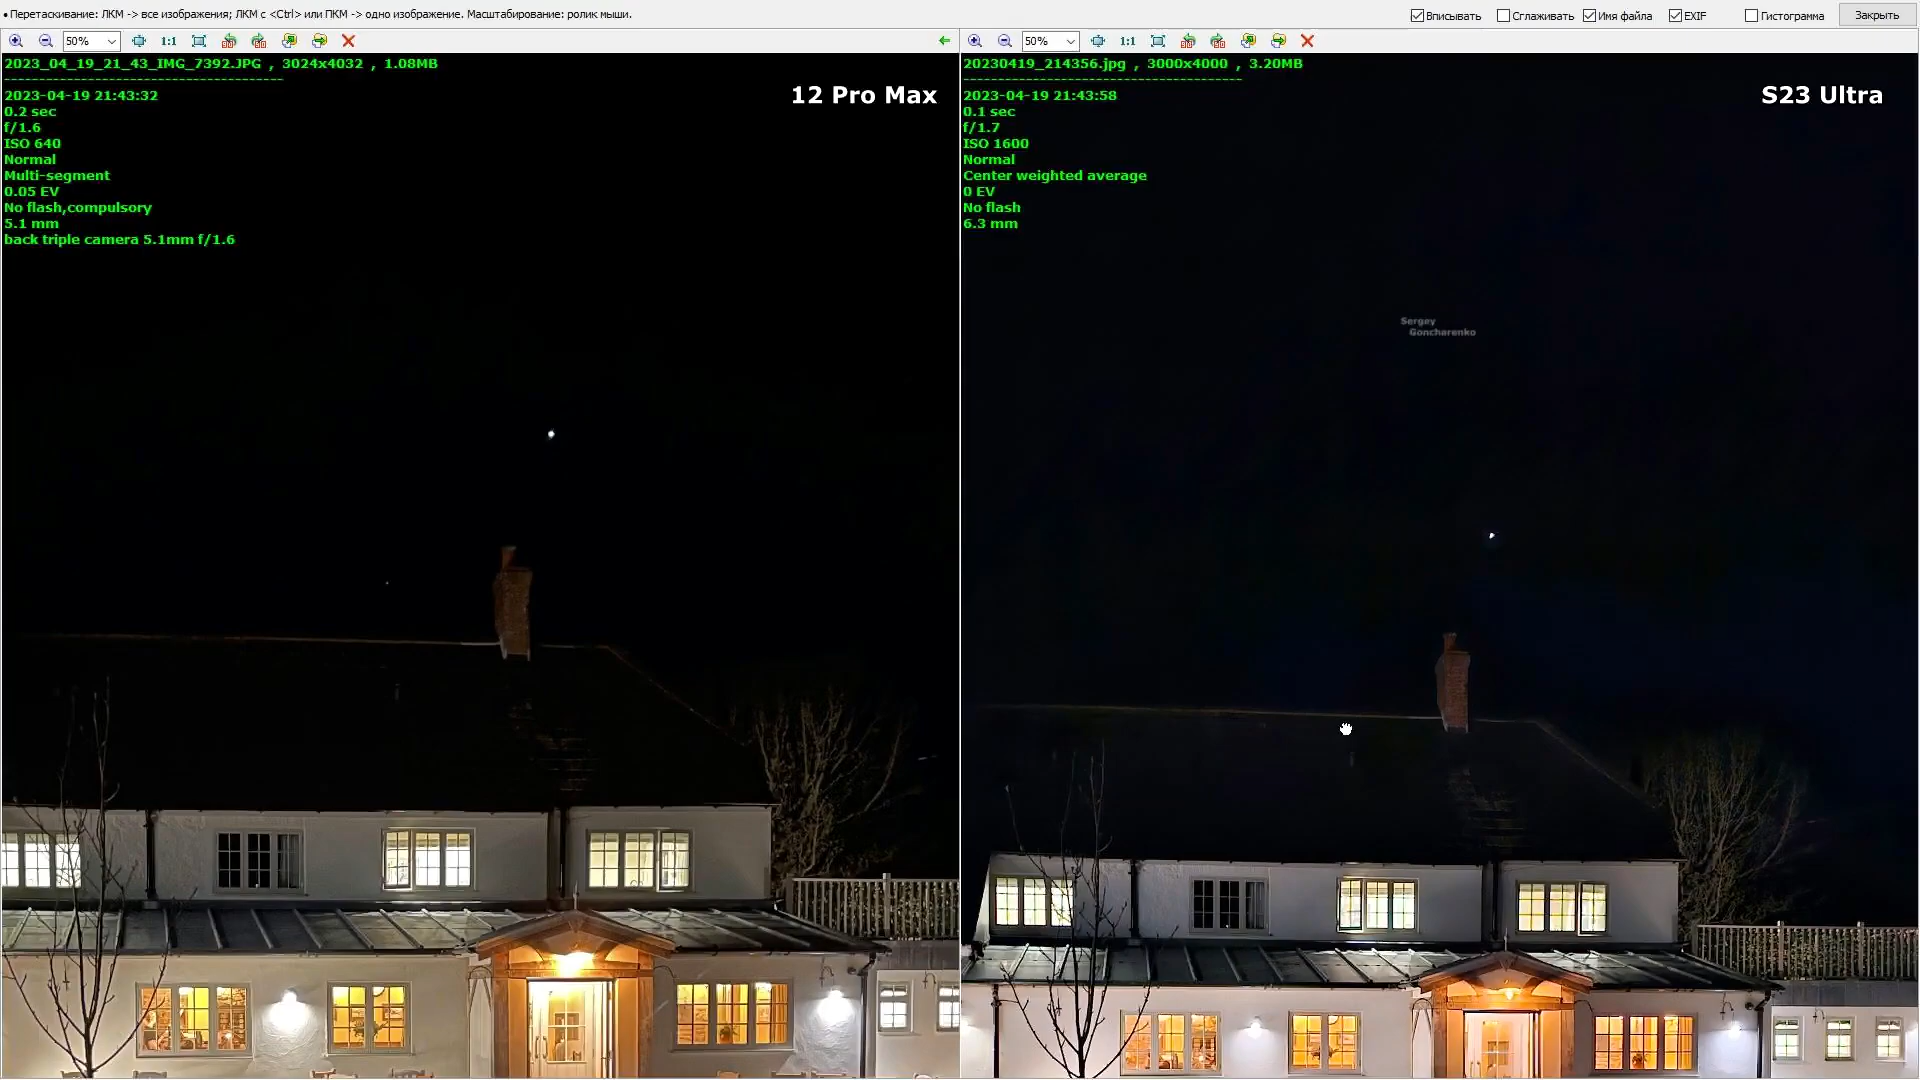 •Перетаскивание: ЛКМ -> все изображения; ЛКМ с <Ctrl> или ПКМ -> одно изображение. Масштабирование: ролик мыши.
Вписывать Сглаживать Имя файла EXIF Гистограмма Закрыть
50% 1:1
50% 1:1
2023_04_19_21_43_IMG_7392.JPG , 3024x4032 , 1.08MB
----------------------------------------
2023-04-19 21:43:32
0.2 sec
f/1.6
ISO 640
Normal
Multi-segment
0.05 EV
No flash,compulsory
5.1 mm
back triple camera 5.1mm f/1.6
12 Pro Max
20230419_214356.jpg , 3000x4000 , 3.20MB
----------------------------------------
2023-04-19 21:43:58
0.1 sec
f/1.7
ISO 1600
Normal
Center weighted average
0 EV
No flash
6.3 mm
S23 Ultra
Sergey
Goncharenko